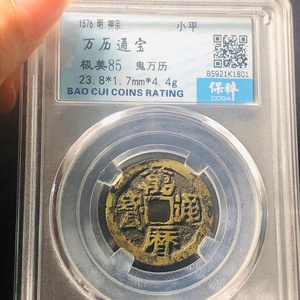 1576.明.神宗 小平
万历通宝
极美85 鬼万历
23.8*1.7mm*4.4g
BS921K1801
BAO CUI COINS RATING
保粹
CCGA
萬曆通寶